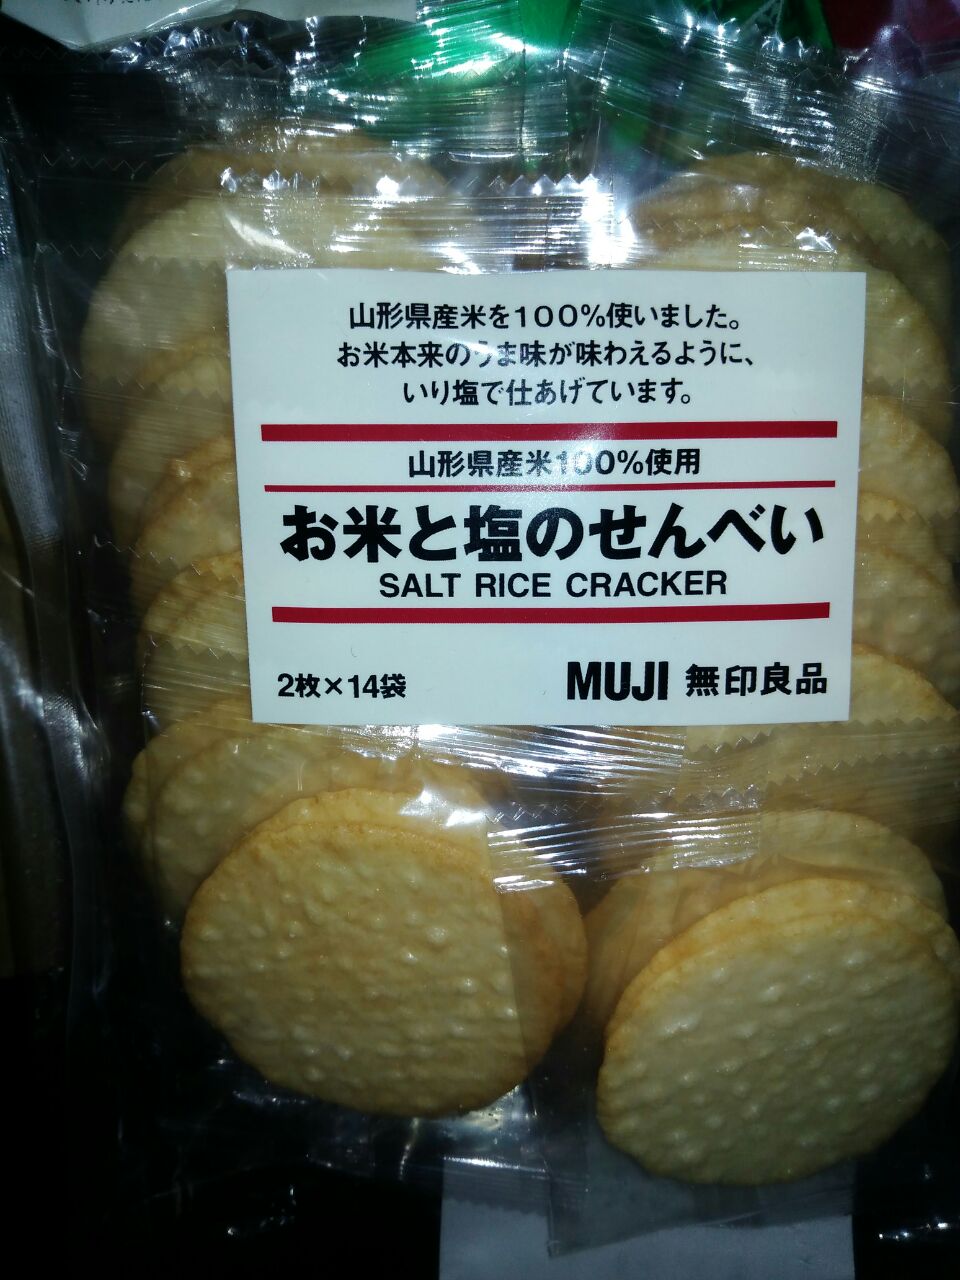 山形県産米を100%使いました。
お米本来のうま味が味わえるように、
いり塩で仕あげています。
山形県産米100%使用
お米と塩のせんべい
SALT RICE CRACKER
2枚×14袋
MUJI 無印良品